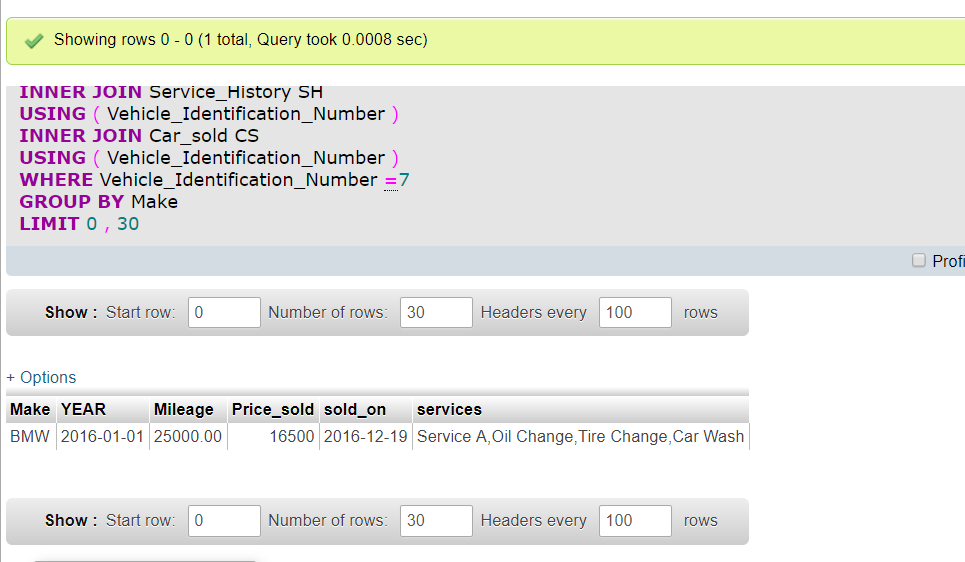 Showing rows 0 - 0 (1 total, Query took 0.0008 sec)
INNER JOIN Service_History SH
USING ( Vehicle_Identification_Number )
INNER JOIN Car_sold CS
USING ( Vehicle_Identification_Number )
WHERE Vehicle_Identification_Number =7
GROUP BY Make
LIMIT 0 , 30
Profi
Show : Start row: 0 Number of rows: 30 Headers every 100 rows
+ Options
Make YEAR Mileage Price_sold sold_on services
BMW 2016-01-01 25000.00 16500 2016-12-19 Service A,Oil Change,Tire Change,Car Wash
Show : Start row: 0 Number of rows: 30 Headers every 100 rows